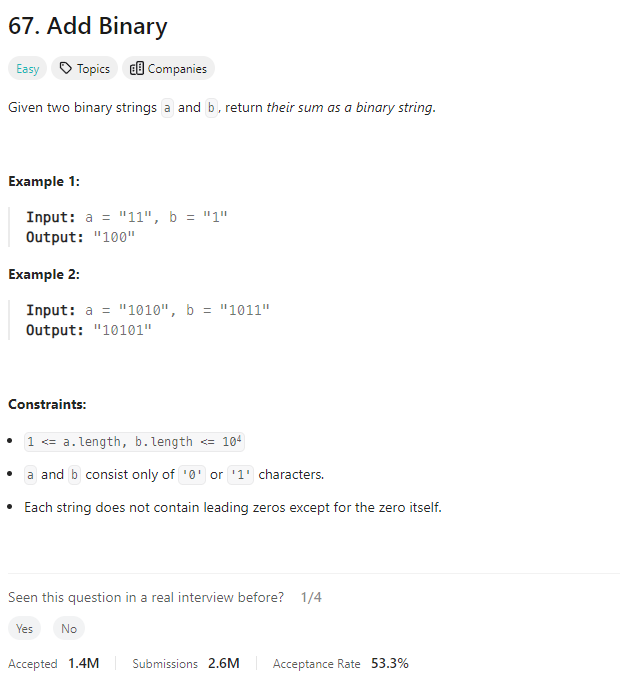 67. Add Binary
Easy Topics Companies
Given two binary strings a and b, return their sum as a binary string.
Example 1:
Input: a = "11", b = "1"
Output: "100"
Example 2:
Input: a = "1010", b = "1011"
Output: "10101"
Constraints:
• 1 <= a.length, b.length <= 10⁴
• a and b consist only of '0' or '1' characters.
• Each string does not contain leading zeros except for the zero itself.
Seen this question in a real interview before? 1/4
Yes No
Accepted 1.4M Submissions 2.6M Acceptance Rate 53.3%